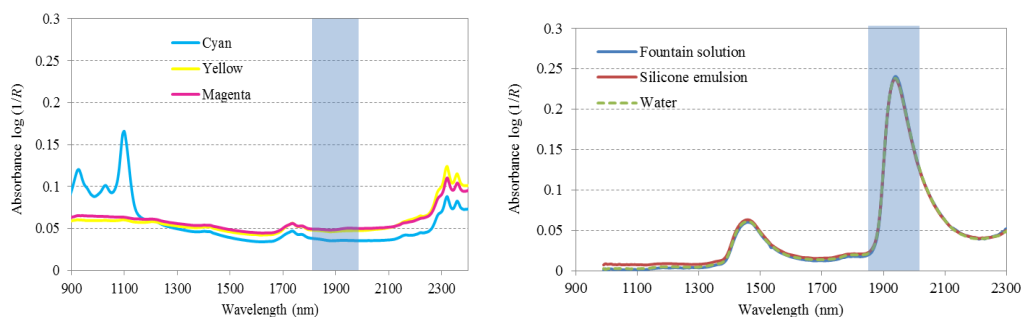 0.3
0.25
0.2
0.15
0.1
0.05
0
Absorbance log (1/R)
Cyan
Yellow
Magenta
900 1100 1300 1500 1700 1900 2100 2300
Wavelength (nm)
0.3
0.25
0.2
0.15
0.1
0.05
0
Absorbance log (1/R)
Fountain solution
Silicone emulsion
Water
900 1100 1300 1500 1700 1900 2100 2300
Wavelength (nm)